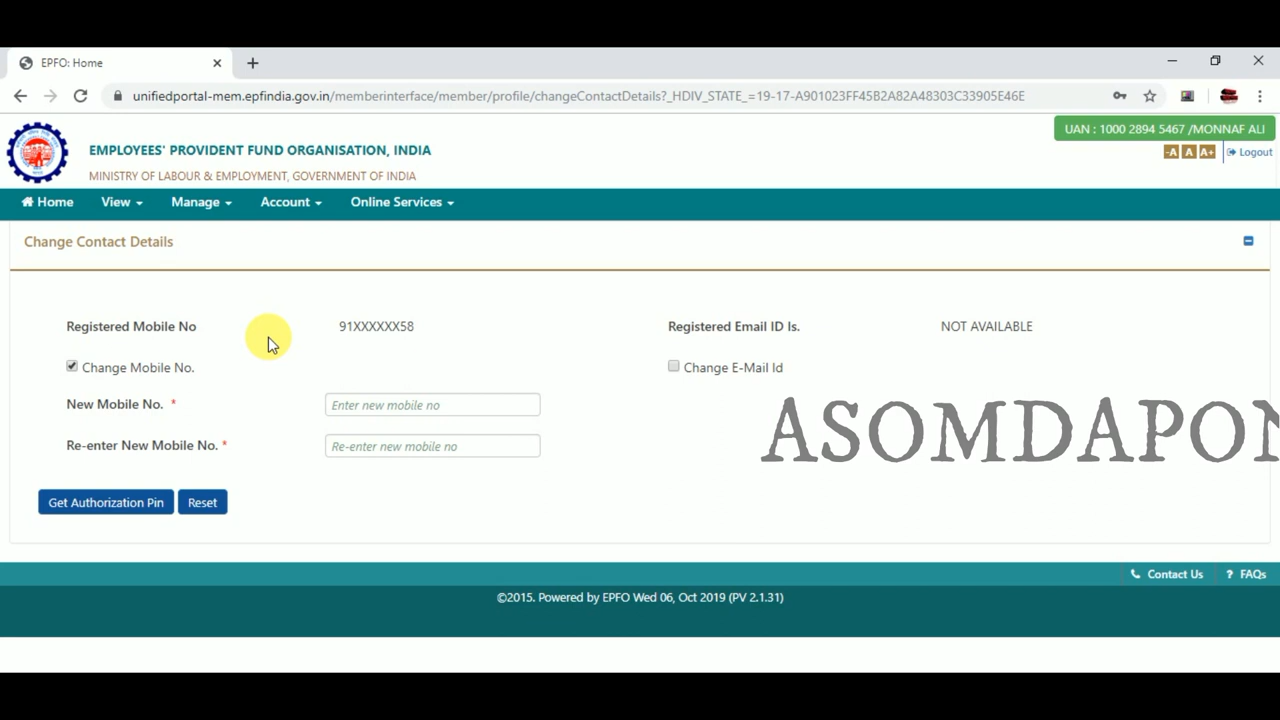 EPFO: Home
unifiedportal-mem.epfindia.gov.in/memberinterface/member/profile/changeContactDetails?_HDIV_STATE_=19-17-A901023FF45B2A82A48303C33905E46E
UAN : 1000 2894 5467 /MONNAF ALI
EMPLOYEES' PROVIDENT FUND ORGANISATION, INDIA
-A A A+ Logout
MINISTRY OF LABOUR & EMPLOYMENT, GOVERNMENT OF INDIA
Home View Manage Account Online Services
Change Contact Details
Registered Mobile No 91XXXXXX58 Registered Email ID Is. NOT AVAILABLE
Change Mobile No. Change E-Mail Id
New Mobile No. * Enter new mobile no
ASOMDAPON
Re-enter New Mobile No. * Re-enter new mobile no
Get Authorization Pin Reset
Contact Us ? FAQs
©2015. Powered by EPFO Wed 06, Oct 2019 (PV 2.1.31)